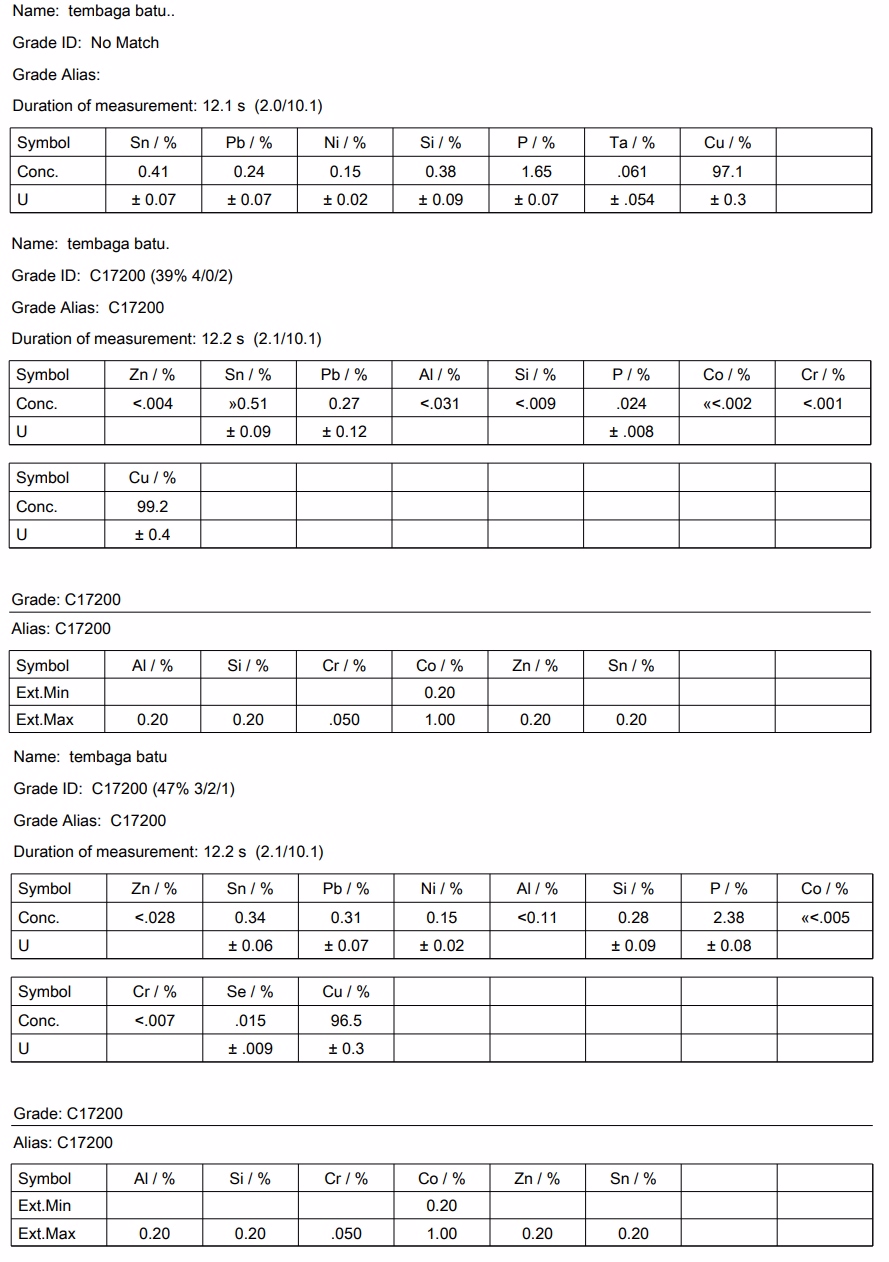 Name: tembaga batu..
Grade ID: No Match
Grade Alias:
Duration of measurement: 12.1 s (2.0/10.1)
Symbol Sn / % Pb / % Ni / % Si / % P / % Ta / % Cu / %
Conc. 0.41 0.24 0.15 0.38 1.65 .061 97.1
U ± 0.07 ± 0.07 ± 0.02 ± 0.09 ± 0.07 ± .054 ± 0.3
Name: tembaga batu.
Grade ID: C17200 (39% 4/0/2)
Grade Alias: C17200
Duration of measurement: 12.2 s (2.1/10.1)
Symbol Zn / % Sn / % Pb / % Al / % Si / % P / % Co / % Cr / %
Conc. <.004 »0.51 0.27 <.031 <.009 .024 «<.002 <.001
U ± 0.09 ± 0.12 ± .008
Symbol Cu / %
Conc. 99.2
U ± 0.4
Grade: C17200
Alias: C17200
Symbol Al / % Si / % Cr / % Co / % Zn / % Sn / %
Ext.Min 0.20
Ext.Max 0.20 0.20 .050 1.00 0.20 0.20
Name: tembaga batu
Grade ID: C17200 (47% 3/2/1)
Grade Alias: C17200
Duration of measurement: 12.2 s (2.1/10.1)
Symbol Zn / % Sn / % Pb / % Ni / % Al / % Si / % P / % Co / %
Conc. <.028 0.34 0.31 0.15 <0.11 0.28 2.38 «<.005
U ± 0.06 ± 0.07 ± 0.02 ± 0.09 ± 0.08
Symbol Cr / % Se / % Cu / %
Conc. <.007 .015 96.5
U ± .009 ± 0.3
Grade: C17200
Alias: C17200
Symbol Al / % Si / % Cr / % Co / % Zn / % Sn / %
Ext.Min 0.20
Ext.Max 0.20 0.20 .050 1.00 0.20 0.20